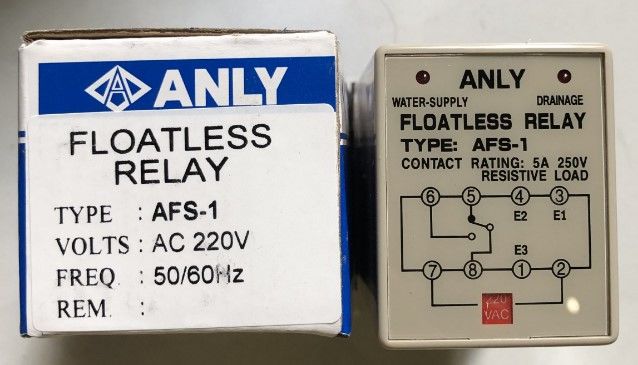 ANLY
FLOATLESS
RELAY
TYPE : AFS-1
VOLTS : AC 220V
FREQ : 50/60Hz
REM. :
ANLY
WATER-SUPPLY DRAINAGE
FLOATLESS RELAY
TYPE: AFS-1
CONTACT RATING: 5A 250V
RESISTIVE LOAD
6 5 4 3
E2 E1
E3
7 8 1 2
220
VAC